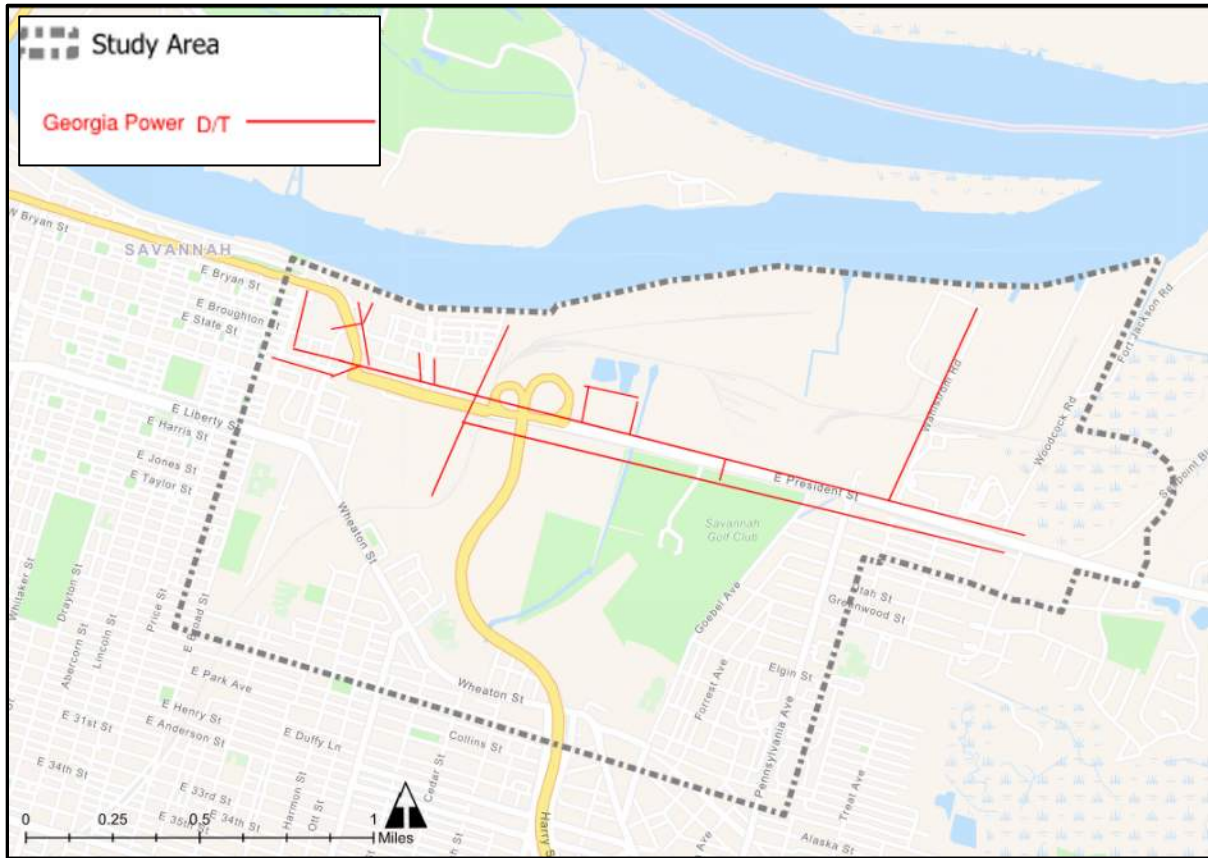 Study Area
Georgia Power D/T
W Bryan St
SAVANNAH
E Bryan St
E Broughton St
E State St
E Liberty St
E Harris St
E Jones St
E Taylor St
Wheaton St
Whitaker St
Drayton St
Abercorn St
Lincoln St
Price St
E Broad St
E Park Ave
E Henry St
E Anderson St
E 31st St
E 34th St
E 33rd St
E 34th St
E 35th St
E Duffy Ln
Harmon St
Ott St
Cedar St
Collins St
Wheaton St
Harry S
E President St
Savannah
Golf Club
Goebel Ave
Forrest Ave
Pennsylvania Ave
Treat Ave
Elgin St
Utah St
Greenwood St
Alaska St
Wahlstrom Rd
Woodcock Rd
Fort Jackson Rd
0 0.25 0.5 1
Miles